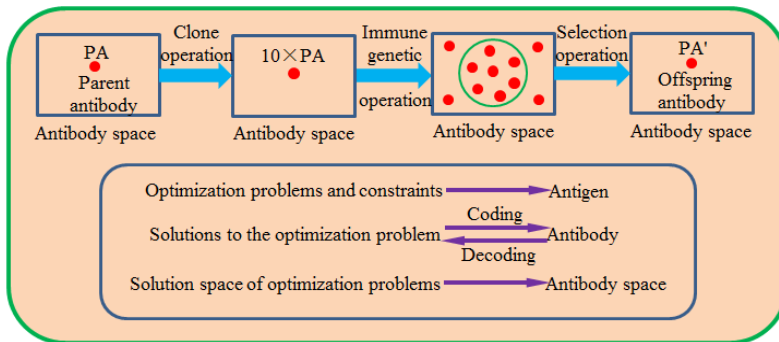 Clone
operation
Immune
genetic
operation
Selection
operation
PA
Parent
antibody
10×PA
PA'
Offspring
antibody
Antibody space
Antibody space
Antibody space
Antibody space
Optimization problems and constraints
Antigen
Coding
Solutions to the optimization problem
Antibody
Decoding
Solution space of optimization problems
Antibody space